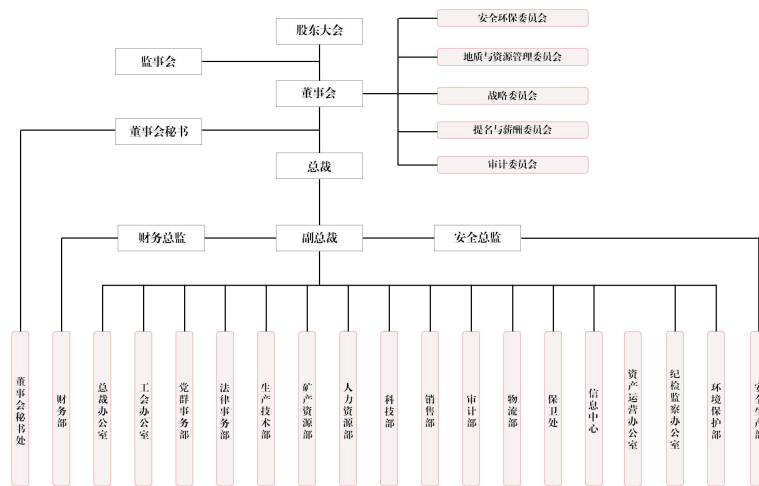 股东大会
安全环保委员会
监事会
地质与资源管理委员会
董事会
战略委员会
董事会秘书
提名与薪酬委员会
总裁
审计委员会
财务总监
副总裁
安全总监
董事会秘书处
财务部
总裁办公室
工会办公室
党群事务部
法律事务部
生产技术部
矿产资源部
人力资源部
科技部
销售部
审计部
物流部
保卫处
信息中心
资产运营办公室
纪检监察办公室
环境保护部
安全生产部